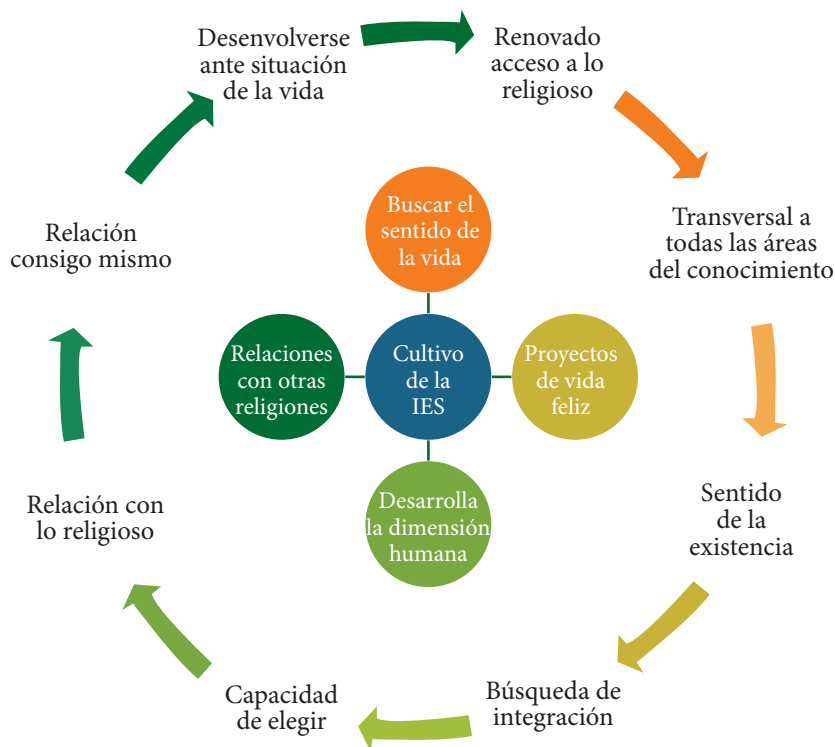 Desenvolverse
ante situación
de la vida
Renovado
acceso a lo
religioso
Transversal a
todas las áreas
del conocimiento
Sentido
de la
existencia
Búsqueda de
integración
Capacidad
de elegir
Relación con
lo religioso
Relación
consigo mismo
Buscar el
sentido de
la vida
Relaciones
con otras
religiones
Cultivo
de la
IES
Proyectos
de vida
feliz
Desarrolla
la dimensión
humana